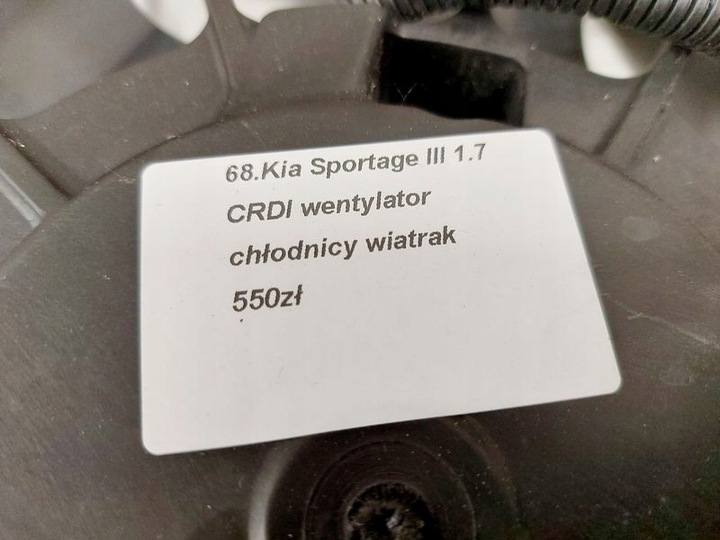 68.Kia Sportage III 1.7
CRDI wentylator
chłodnicy wiatrak
550zł